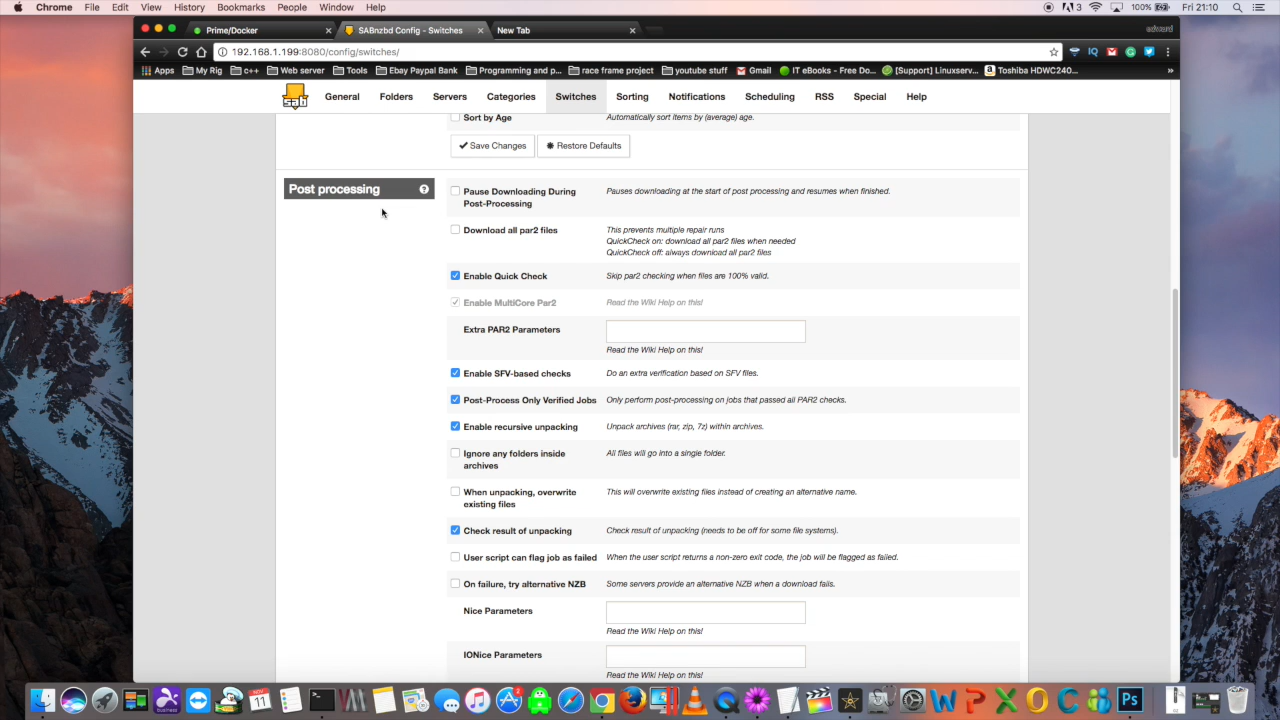 Chrome File Edit View History Bookmarks People Window Help 3 100% Fri 21:10
Prime/Docker SABnzbd Config - Switches New Tab edward
192.168.1.199:8080/config/switches/
Apps My Rig c++ Web server Tools Ebay Paypal Bank Programming and p... race frame project youtube stuff Gmail IT eBooks - Free Do... [Support] Linuxserv... Toshiba HDWC240... »
General Folders Servers Categories Switches Sorting Notifications Scheduling RSS Special Help
Sort by Age Automatically sort items by (average) age.
Save Changes Restore Defaults
Post processing ?
Pause Downloading During
Post-Processing
Pauses downloading at the start of post processing and resumes when finished.
Download all par2 files This prevents multiple repair runs
QuickCheck on: download all par2 files when needed
QuickCheck off: always download all par2 files
Enable Quick Check Skip par2 checking when files are 100% valid.
Enable MultiCore Par2 Read the Wiki Help on this!
Extra PAR2 Parameters
Read the Wiki Help on this!
Enable SFV-based checks Do an extra verification based on SFV files.
Post-Process Only Verified Jobs Only perform post-processing on jobs that passed all PAR2 checks.
Enable recursive unpacking Unpack archives (rar, zip, 7z) within archives.
Ignore any folders inside
archives
All files will go into a single folder.
When unpacking, overwrite
existing files
This will overwrite existing files instead of creating an alternative name.
Check result of unpacking Check result of unpacking (needs to be off for some file systems).
User script can flag job as failed When the user script returns a non-zero exit code, the job will be flagged as failed.
On failure, try alternative NZB Some servers provide an alternative NZB when a download fails.
Nice Parameters
Read the Wiki Help on this!
IONice Parameters
Read the Wiki Help on this!